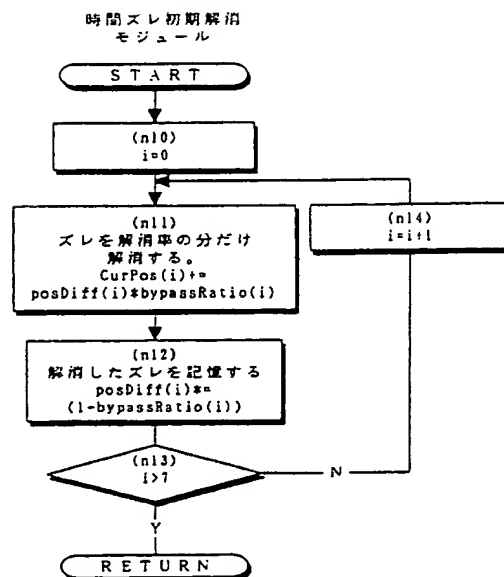 時間ズレ初期解消
モジュール
START
(n10)
i=0
(n11)
ズレを解消率の分だけ
解消する。
CurPos(i)+=
posDiff(i)*bypassRatio(i)
(n14)
i=i+1
(n12)
解消したズレを記憶する
posDiff(i)*=
(1-bypassRatio(i))
(n13)
i>7
N
Y
RETURN